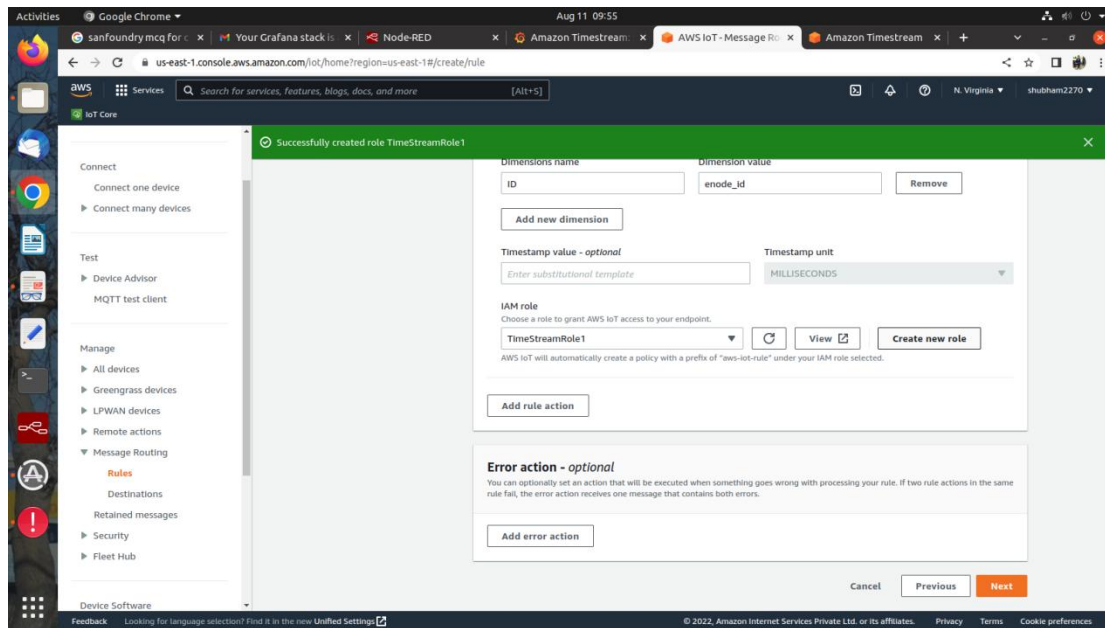 Activities Google Chrome Aug 11 09:55
sanfoundry mcq for c Your Grafana stack is Node-RED Amazon Timestream AWS IoT - Message Ro Amazon Timestream
us-east-1.console.aws.amazon.com/iot/home?region=us-east-1#/create/rule
aws Services Search for services, features, blogs, docs, and more [Alt+S] N. Virginia shubham2270
IoT Core
Successfully created role TimeStreamRole1
Connect
Connect one device
Connect many devices
Test
Device Advisor
MQTT test client
Manage
All devices
Greengrass devices
LPWAN devices
Remote actions
Message Routing
Rules
Destinations
Retained messages
Security
Fleet Hub
Device Software
Dimensions name Dimension value
ID enode_id Remove
Add new dimension
Timestamp value - optional Timestamp unit
Enter substitutional template MILLISECONDS
IAM role
Choose a role to grant AWS IoT access to your endpoint.
TimeStreamRole1 View Create new role
AWS IoT will automatically create a policy with a prefix of "aws-iot-rule" under your IAM role selected.
Add rule action
Error action - optional
You can optionally set an action that will be executed when something goes wrong with processing your rule. If two rule actions in the same
rule fail, the error action receives one message that contains both errors.
Add error action
Cancel Previous Next
Feedback Looking for language selection? Find it in the new Unified Settings © 2022, Amazon Internet Services Private Ltd. or its affiliates. Privacy Terms Cookie preferences